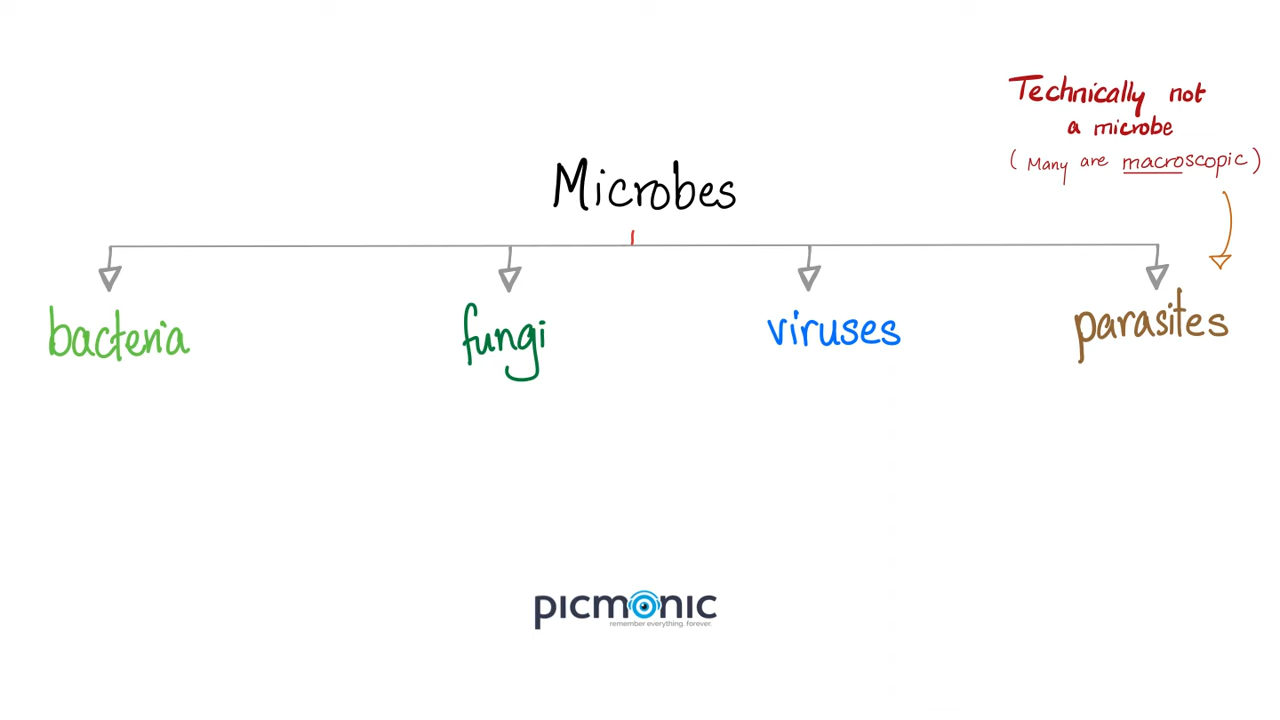 Technically not
a microbe
( Many are macroscopic )
Microbes
bacteria
fungi
viruses
parasites
picmonic
remember everything. forever.